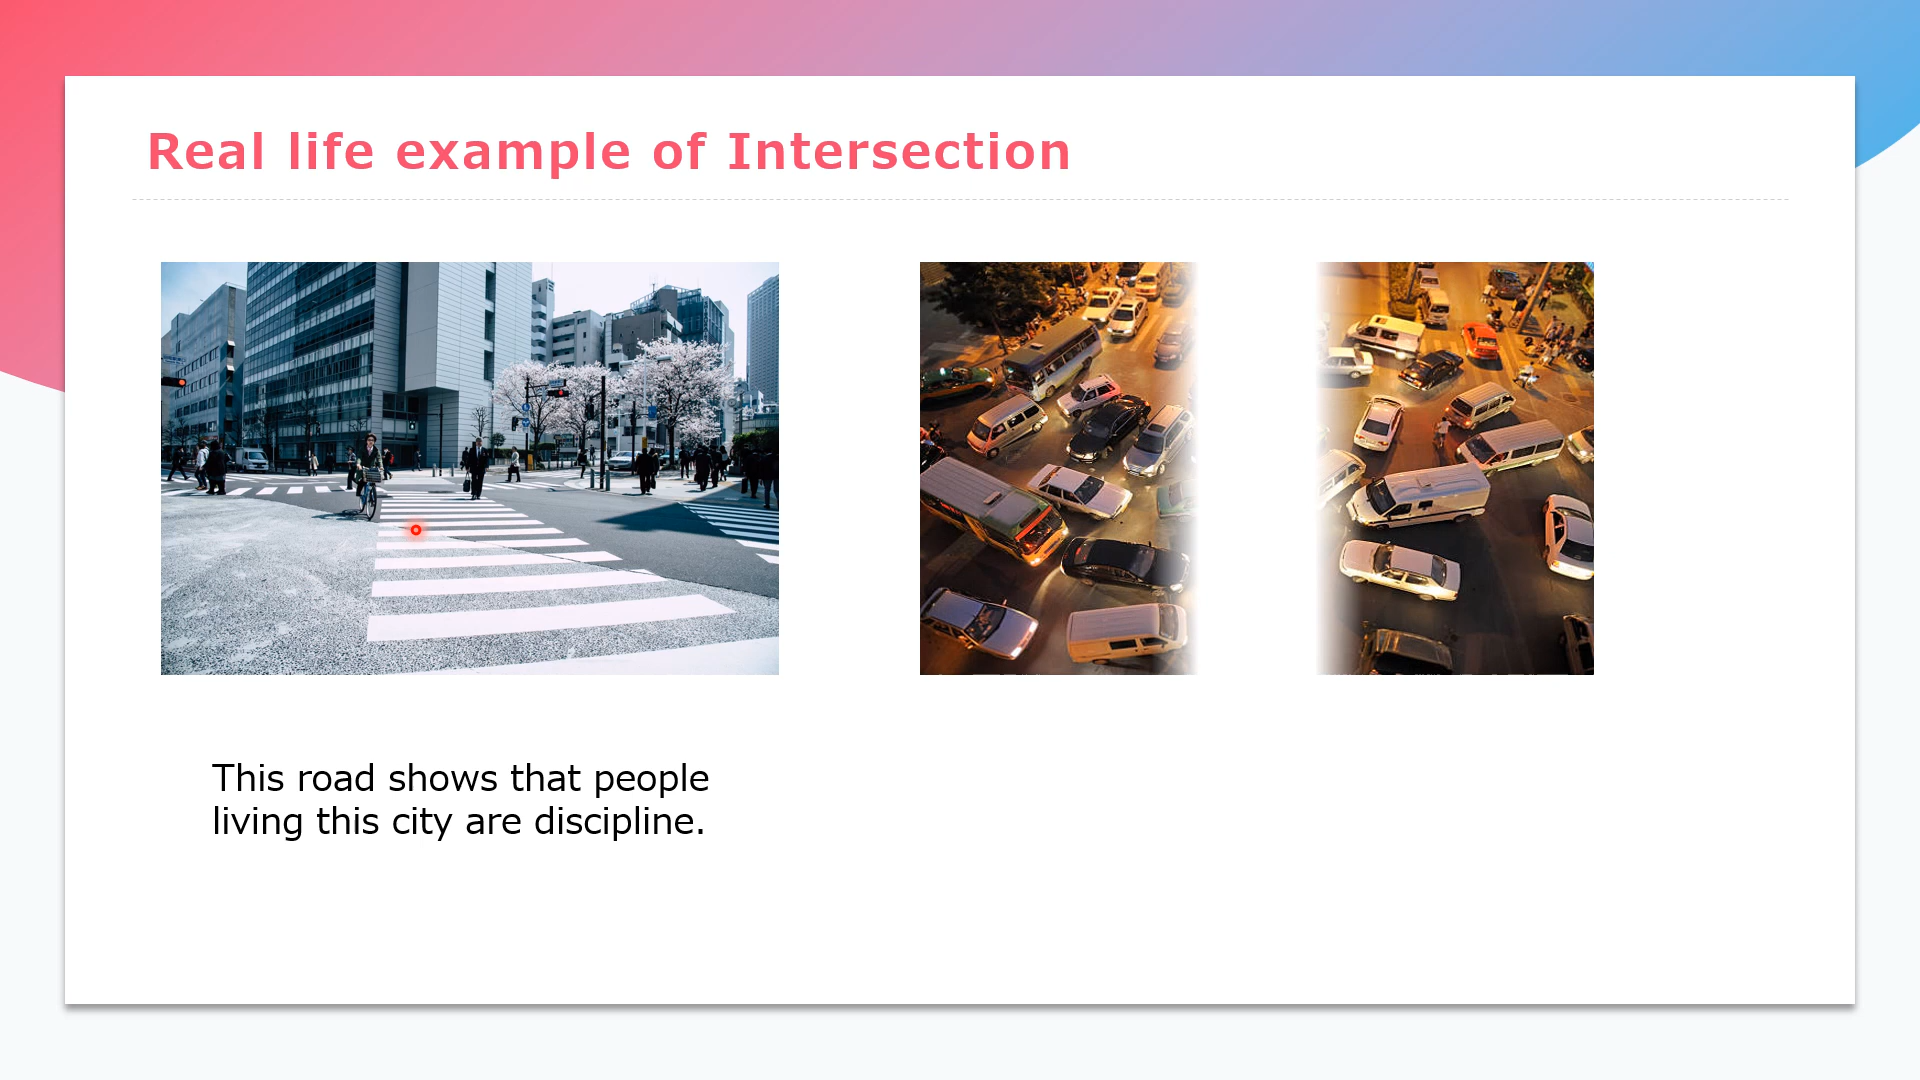 Real life example of Intersection
This road shows that people
living this city are discipline.